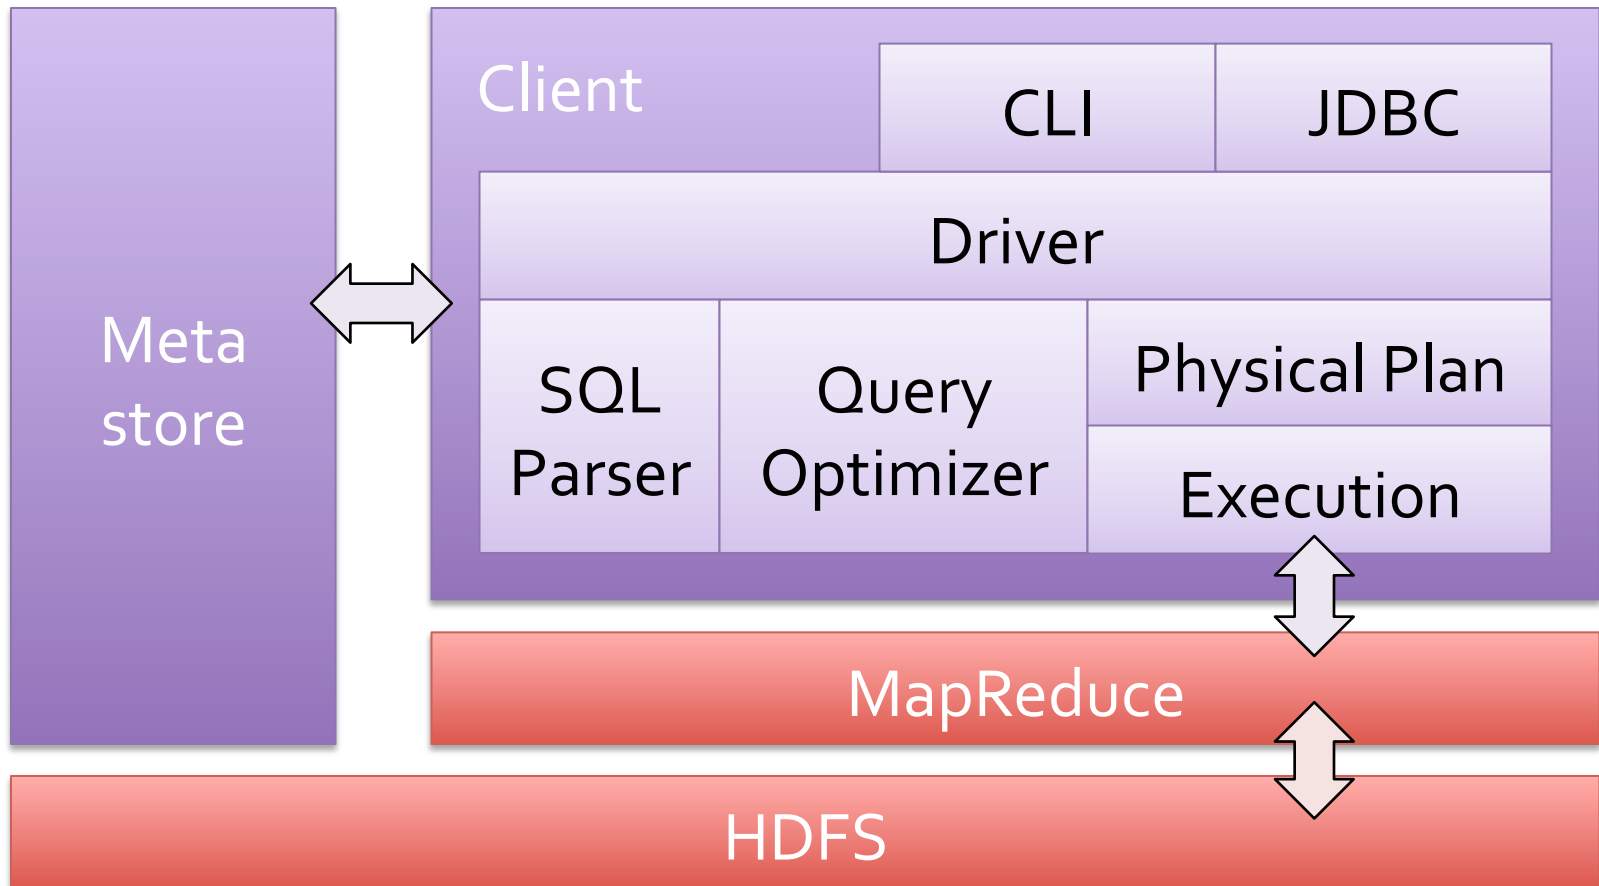 Client
CLI
JDBC
Driver
Meta
store
SQL
Parser
Query
Optimizer
Physical Plan
Execution
MapReduce
HDFS